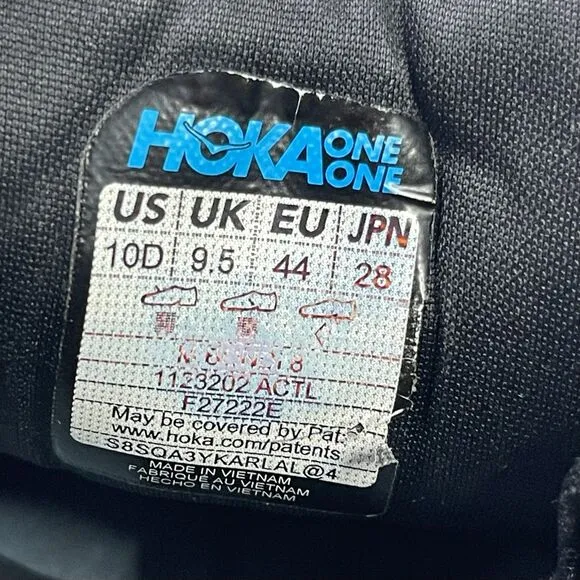 HOKA ONE ONE
US UK EU JPN
10D 9.5 44 28
1123202 ACTL
F27222E
May be covered by Pat:
www.hoka.com/patents
S8SQA3YKARLAL@4
MADE IN VIETNAM
FABRIQUÉ AU VIETNAM
HECHO EN VIETNAM